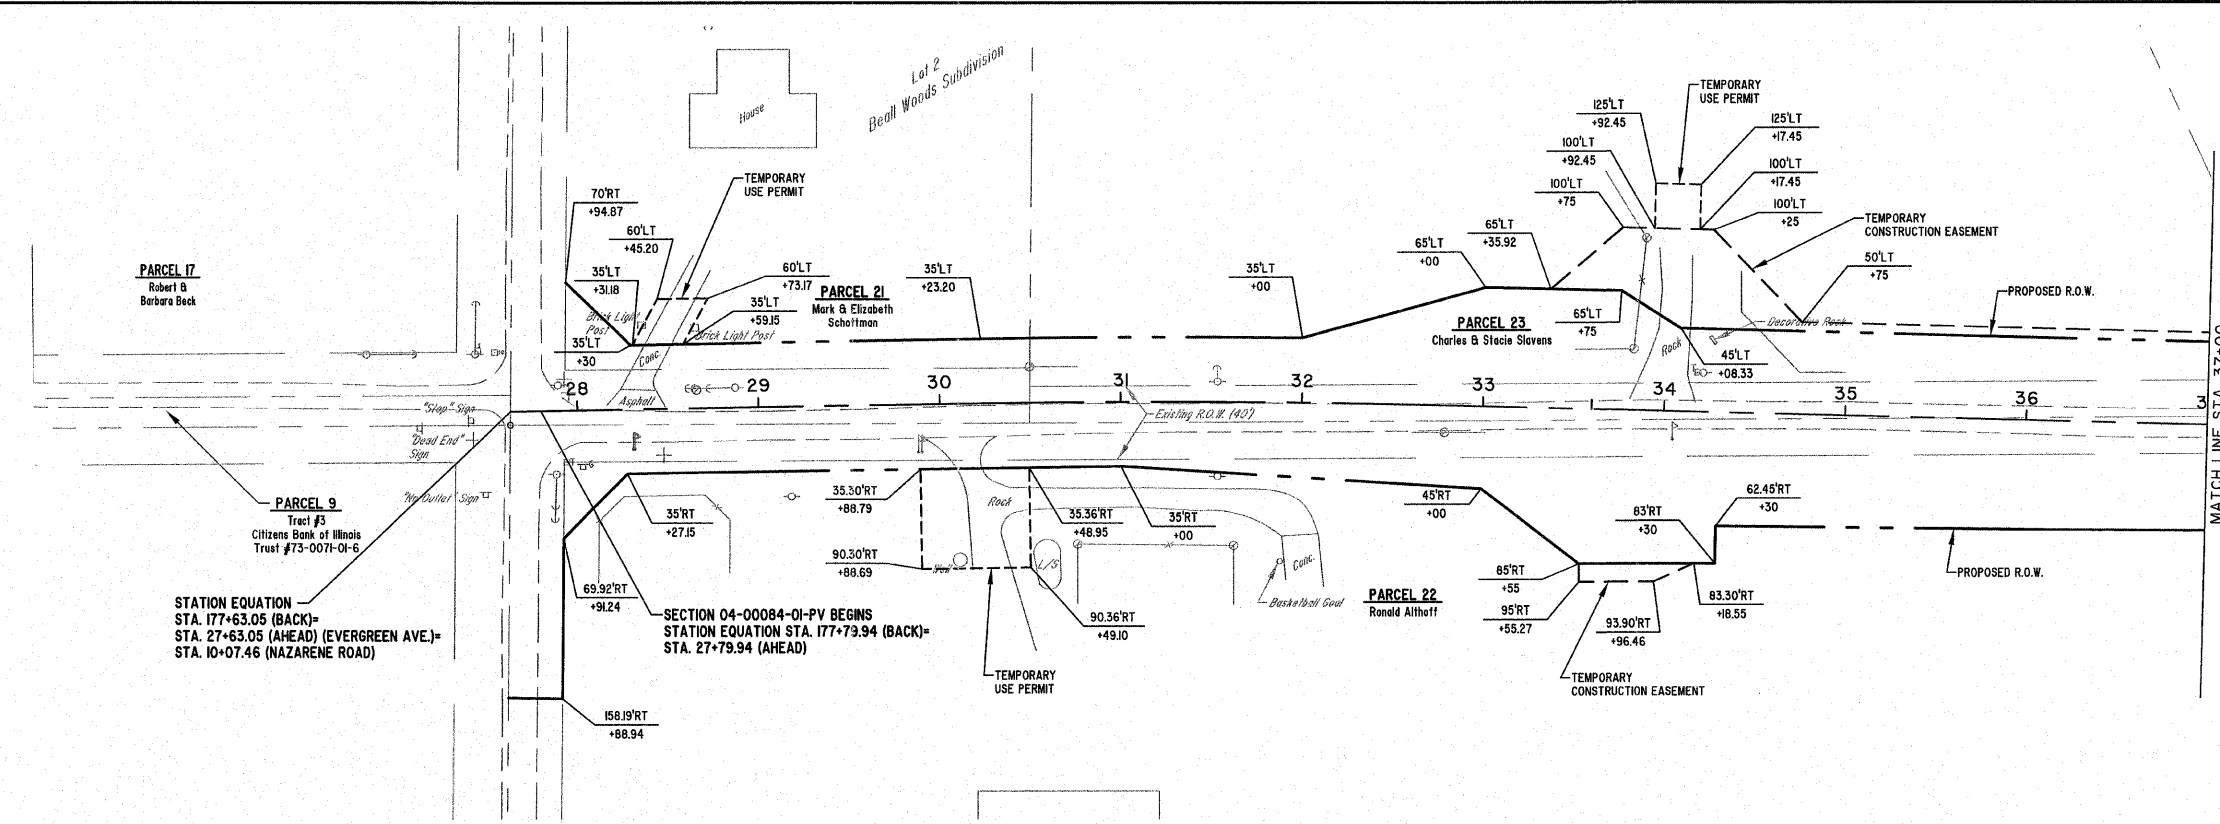 Lot 2
Beall Woods Subdivision
House
TEMPORARY
USE PERMIT
70'RT
+94.87
60'LT
+45.20
35'LT
+31.18
60'LT
+73.17
35'LT
+59.15
35'LT
+30
Brick Light
Post
Brick Light Post
Conc.
Asphalt
PARCEL 17
Robert &
Barbara Beck
PARCEL 21
Mark & Elizabeth
Schottman
35'LT
+23.20
35'LT
+00
65'LT
+00
65'LT
+35.92
100'LT
+75
100'LT
+92.45
125'LT
+92.45
TEMPORARY
USE PERMIT
125'LT
+17.45
100'LT
+17.45
100'LT
+25
TEMPORARY
CONSTRUCTION EASEMENT
50'LT
+75
PROPOSED R.O.W.
65'LT
+75
PARCEL 23
Charles & Stacie Slavens
Rock
Decorative Rock
45'LT
+08.33
28
29
30
31
32
33
34
35
36
3
MATCH LINE STA. 37+00
"Stop" Sign
"Dead End"
Sign
"No Outlet" Sign
Existing R.O.W. (40')
PARCEL 9
Tract #3
Citizens Bank of Illinois
Trust #73-0071-01-6
STATION EQUATION
STA. 177+63.05 (BACK)=
STA. 27+63.05 (AHEAD) (EVERGREEN AVE.)=
STA. 10+07.46 (NAZARENE ROAD)
35'RT
+27.15
69.92'RT
+91.24
SECTION 04-00084-01-PV BEGINS
STATION EQUATION STA. 177+79.94 (BACK)=
STA. 27+79.94 (AHEAD)
158.19'RT
+88.94
35.30'RT
+88.79
90.30'RT
+88.69
Well
Rock
L/S
35.36'RT
+48.95
35'RT
+00
90.36'RT
+49.10
TEMPORARY
USE PERMIT
Conc.
Basketball Goal
PARCEL 22
Ronald Althoff
45'RT
+00
85'RT
+55
95'RT
+55.27
83'RT
+30
62.45'RT
+30
83.30'RT
+18.55
93.90'RT
+96.46
TEMPORARY
CONSTRUCTION EASEMENT
PROPOSED R.O.W.